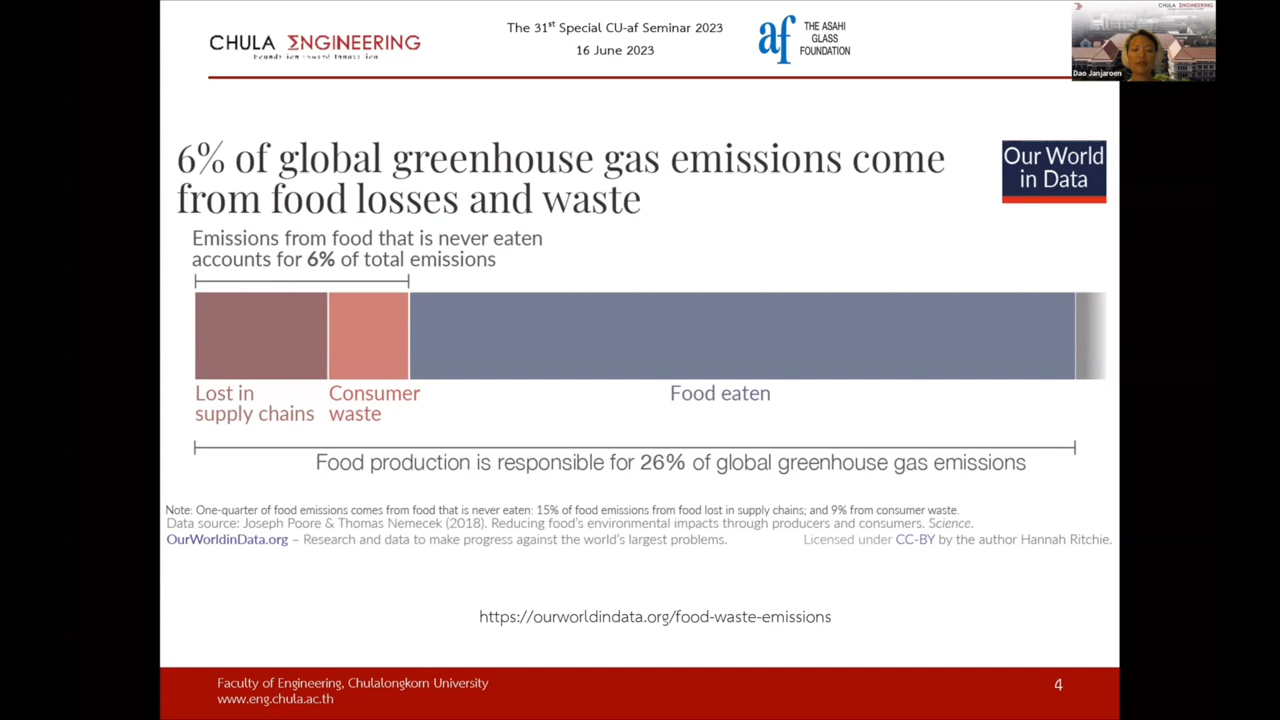 CHULA ΣNGINEERING
Foundation toward Innovation
The 31st Special CU-af Seminar 2023
16 June 2023
af THE ASAHI
GLASS
FOUNDATION
CHULA ΣNGINEERING
Dao Janjaroen
6% of global greenhouse gas emissions come
from food losses and waste
Our World
in Data
Emissions from food that is never eaten
accounts for 6% of total emissions
Lost in
supply chains
Consumer
waste
Food eaten
Food production is responsible for 26% of global greenhouse gas emissions
Note: One-quarter of food emissions comes from food that is never eaten: 15% of food emissions from food lost in supply chains; and 9% from consumer waste.
Data source: Joseph Poore & Thomas Nemecek (2018). Reducing food's environmental impacts through producers and consumers. Science.
OurWorldinData.org – Research and data to make progress against the world's largest problems.
Licensed under CC-BY by the author Hannah Ritchie.
https://ourworldindata.org/food-waste-emissions
Faculty of Engineering, Chulalongkorn University
www.eng.chula.ac.th
4